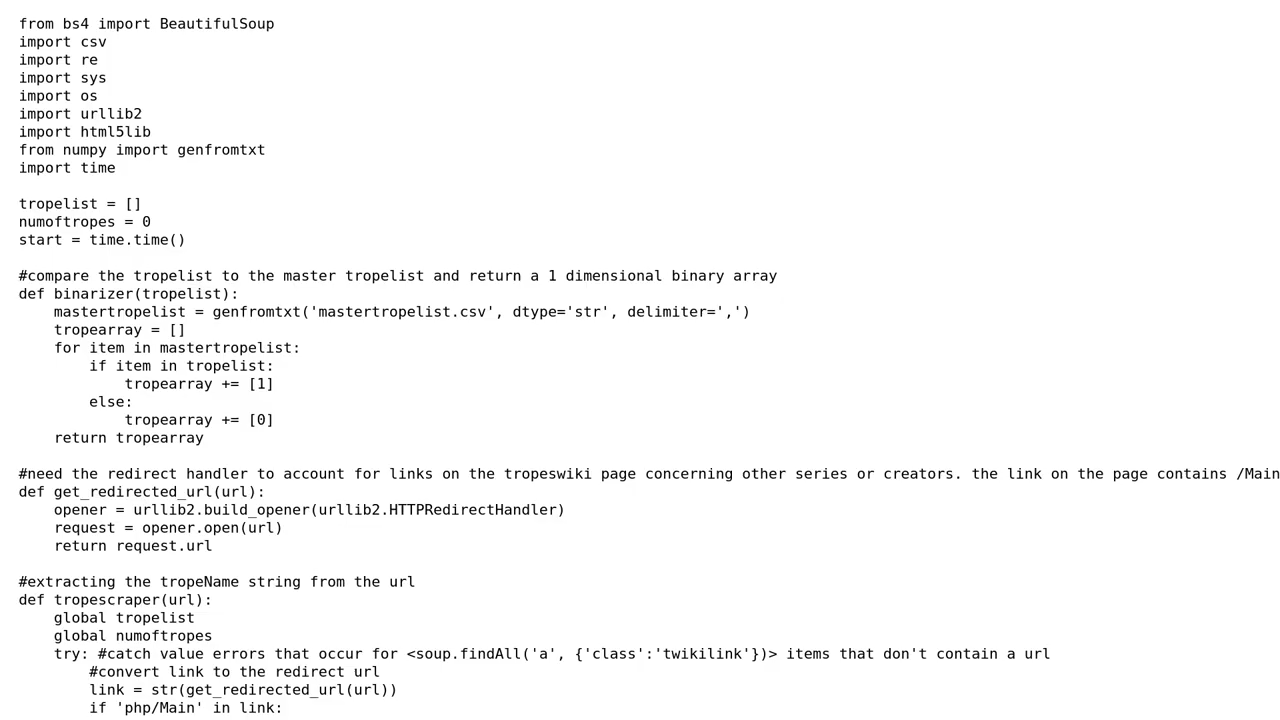 from bs4 import BeautifulSoup
import csv
import re
import sys
import os
import urllib2
import html5lib
from numpy import genfromtxt
import time

tropelist = []
numoftropes = 0
start = time.time()

#compare the tropelist to the master tropelist and return a 1 dimensional binary array
def binarizer(tropelist):
    mastertropelist = genfromtxt('mastertropelist.csv', dtype='str', delimiter=',')
    tropearray = []
    for item in mastertropelist:
        if item in tropelist:
            tropearray += [1]
        else:
            tropearray += [0]
    return tropearray

#need the redirect handler to account for links on the tropeswiki page concerning other series or creators. the link on the page contains /Main
def get_redirected_url(url):
    opener = urllib2.build_opener(urllib2.HTTPRedirectHandler)
    request = opener.open(url)
    return request.url

#extracting the tropeName string from the url
def tropescraper(url):
    global tropelist
    global numoftropes
    try: #catch value errors that occur for <soup.findAll('a', {'class':'twikilink'})> items that don't contain a url
        #convert link to the redirect url
        link = str(get_redirected_url(url))
        if 'php/Main' in link: